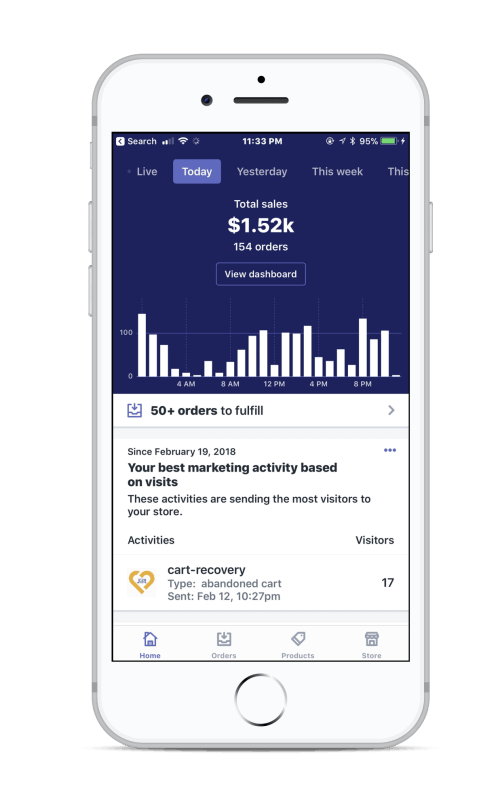 Search 11:33 PM 95%
Live Today Yesterday This week This
Total sales
$1.52k
154 orders
View dashboard
100
0
4 AM 8 AM 12 PM 4 PM 8 PM
50+ orders to fulfill
Since February 19, 2018
Your best marketing activity based
on visits
These activities are sending the most visitors to
your store.
Activities Visitors
cart-recovery
Type: abandoned cart
Sent: Feb 12, 10:27pm
17
Home Orders Products Store